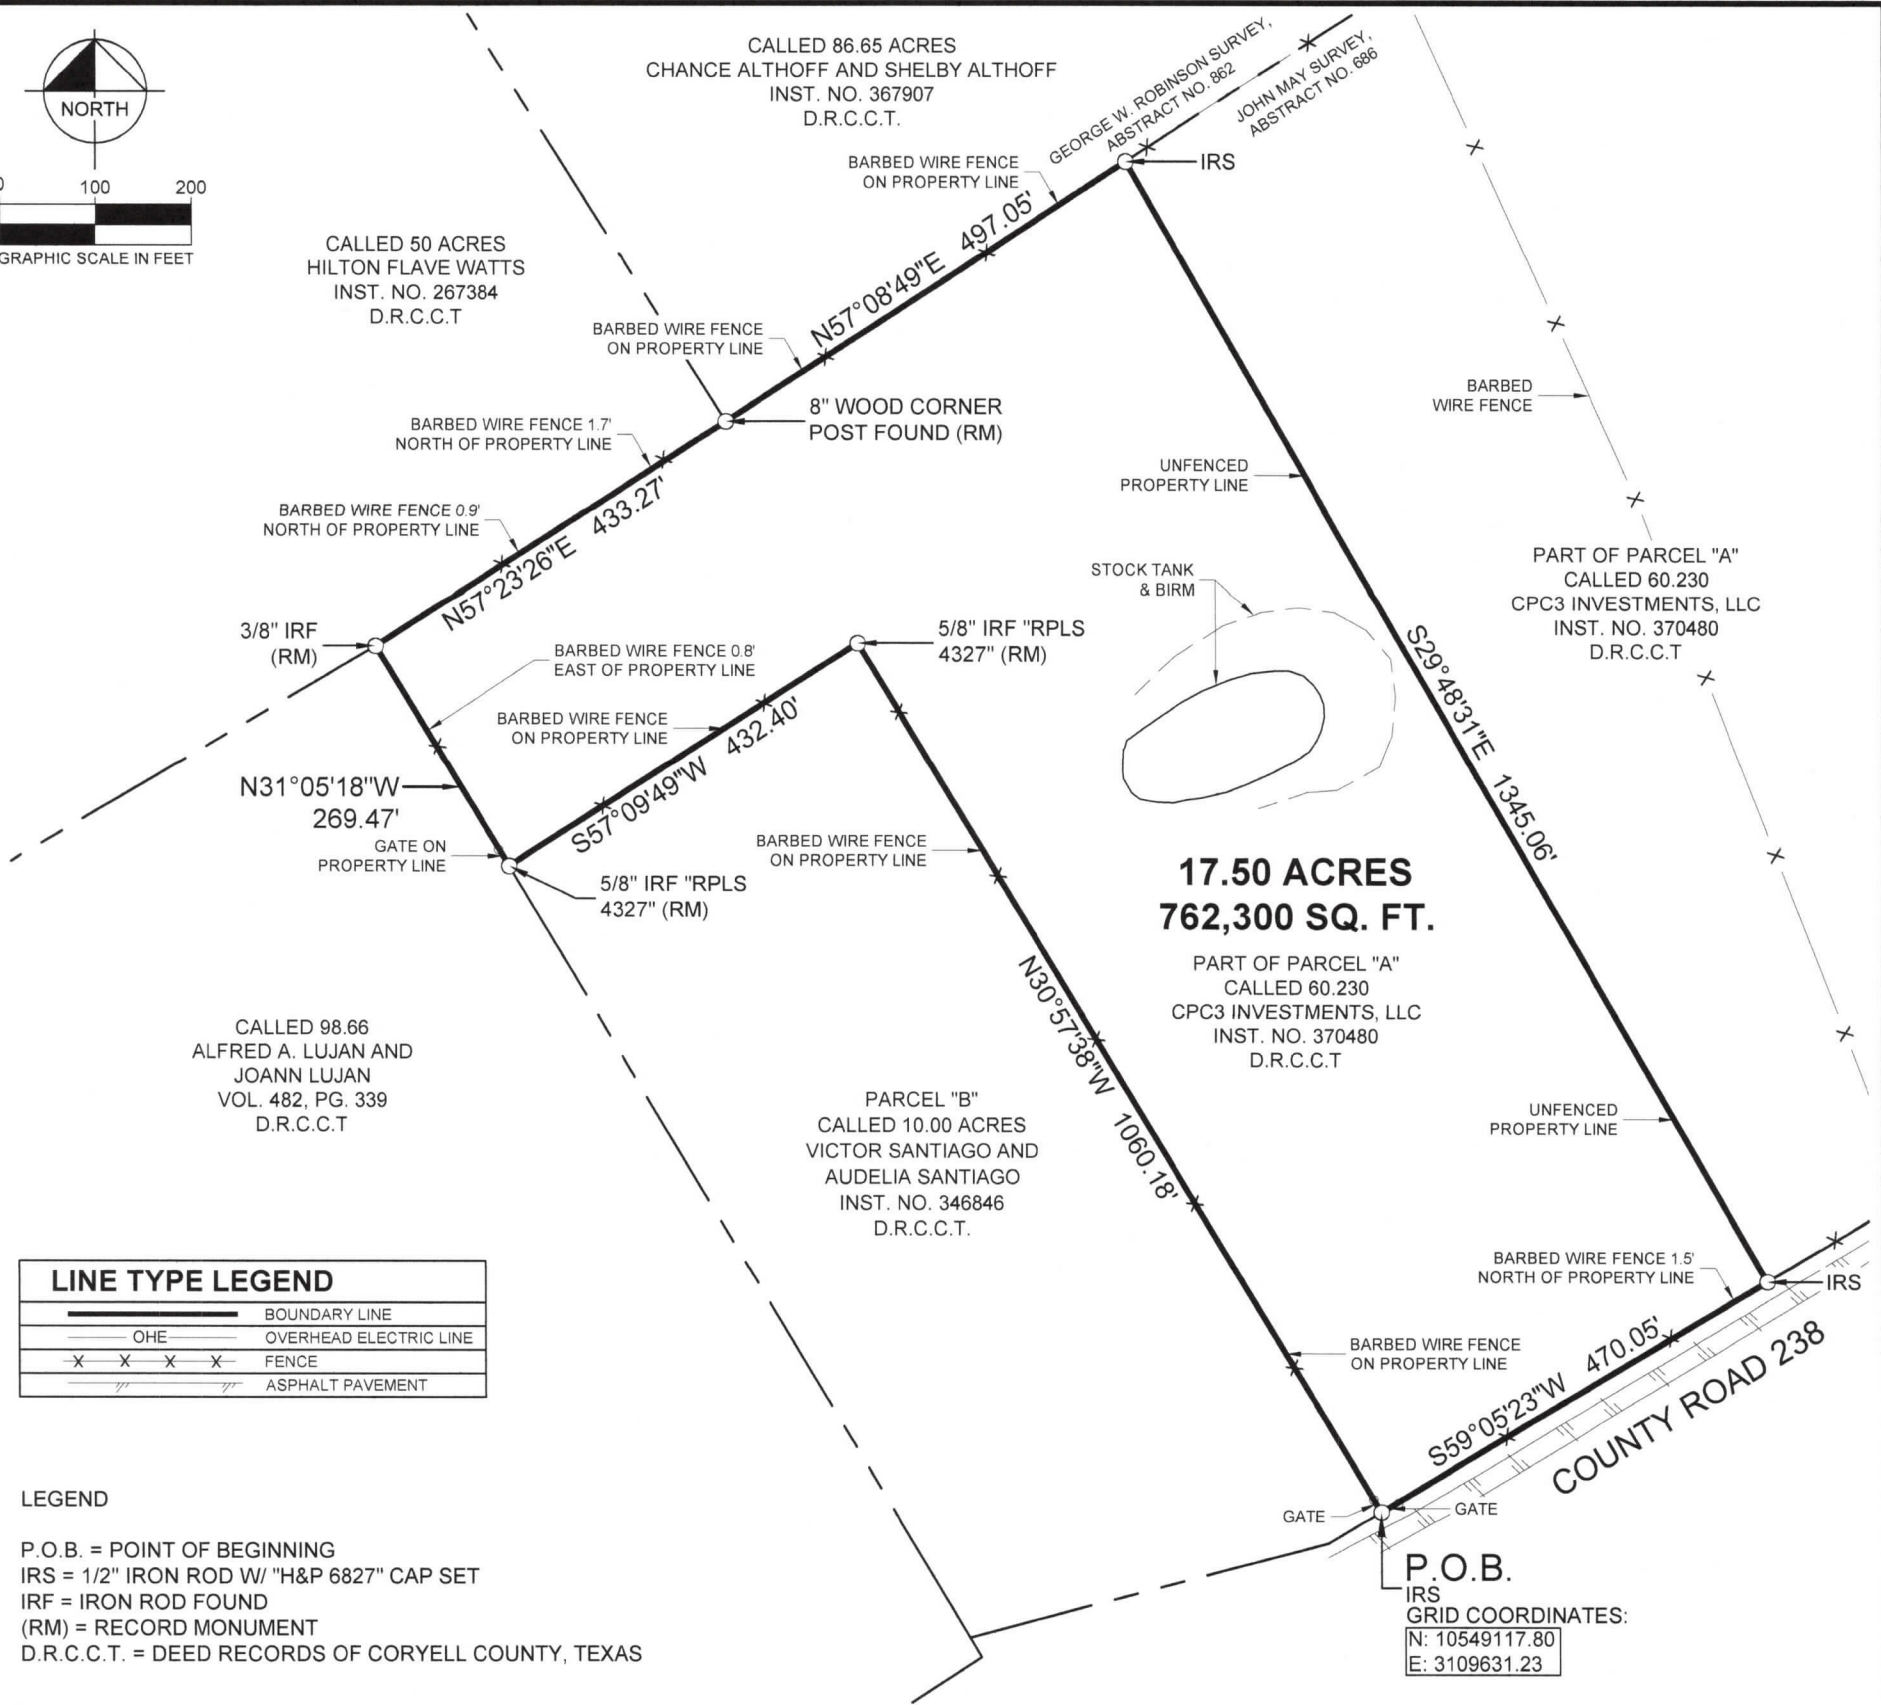 NORTH
0 100 200
GRAPHIC SCALE IN FEET
CALLED 86.65 ACRES
CHANCE ALTHOFF AND SHELBY ALTHOFF
INST. NO. 367907
D.R.C.C.T.
GEORGE W. ROBINSON SURVEY,
ABSTRACT NO. 862
JOHN MAY SURVEY,
ABSTRACT NO. 686
IRS
BARBED WIRE FENCE
ON PROPERTY LINE
N57°08'49"E 497.05'
CALLED 50 ACRES
HILTON FLAVE WATTS
INST. NO. 267384
D.R.C.C.T
BARBED WIRE FENCE
ON PROPERTY LINE
8" WOOD CORNER
POST FOUND (RM)
BARBED WIRE FENCE 1.7'
NORTH OF PROPERTY LINE
BARBED WIRE FENCE 0.9'
NORTH OF PROPERTY LINE
N57°23'26"E 433.27'
BARBED
WIRE FENCE
UNFENCED
PROPERTY LINE
STOCK TANK
& BIRM
PART OF PARCEL "A"
CALLED 60.230
CPC3 INVESTMENTS, LLC
INST. NO. 370480
D.R.C.C.T
S29°48'31"E 1345.06'
3/8" IRF
(RM)
BARBED WIRE FENCE 0.8'
EAST OF PROPERTY LINE
5/8" IRF "RPLS
4327" (RM)
BARBED WIRE FENCE
ON PROPERTY LINE
S57°09'49"W 432.40'
N31°05'18"W
269.47'
GATE ON
PROPERTY LINE
5/8" IRF "RPLS
4327" (RM)
BARBED WIRE FENCE
ON PROPERTY LINE
17.50 ACRES
762,300 SQ. FT.
PART OF PARCEL "A"
CALLED 60.230
CPC3 INVESTMENTS, LLC
INST. NO. 370480
D.R.C.C.T
N30°57'38"W 1060.18'
CALLED 98.66
ALFRED A. LUJAN AND
JOANN LUJAN
VOL. 482, PG. 339
D.R.C.C.T
PARCEL "B"
CALLED 10.00 ACRES
VICTOR SANTIAGO AND
AUDELIA SANTIAGO
INST. NO. 346846
D.R.C.C.T.
UNFENCED
PROPERTY LINE
BARBED WIRE FENCE 1.5'
NORTH OF PROPERTY LINE
IRS
BARBED WIRE FENCE
ON PROPERTY LINE
S59°05'23"W 470.05'
COUNTY ROAD 238
GATE
GATE
P.O.B.
IRS
GRID COORDINATES:
N: 10549117.80
E: 3109631.23
LINE TYPE LEGEND
BOUNDARY LINE
OHE OVERHEAD ELECTRIC LINE
X X X X FENCE
ASPHALT PAVEMENT
LEGEND
P.O.B. = POINT OF BEGINNING
IRS = 1/2" IRON ROD W/ "H&P 6827" CAP SET
IRF = IRON ROD FOUND
(RM) = RECORD MONUMENT
D.R.C.C.T. = DEED RECORDS OF CORYELL COUNTY, TEXAS